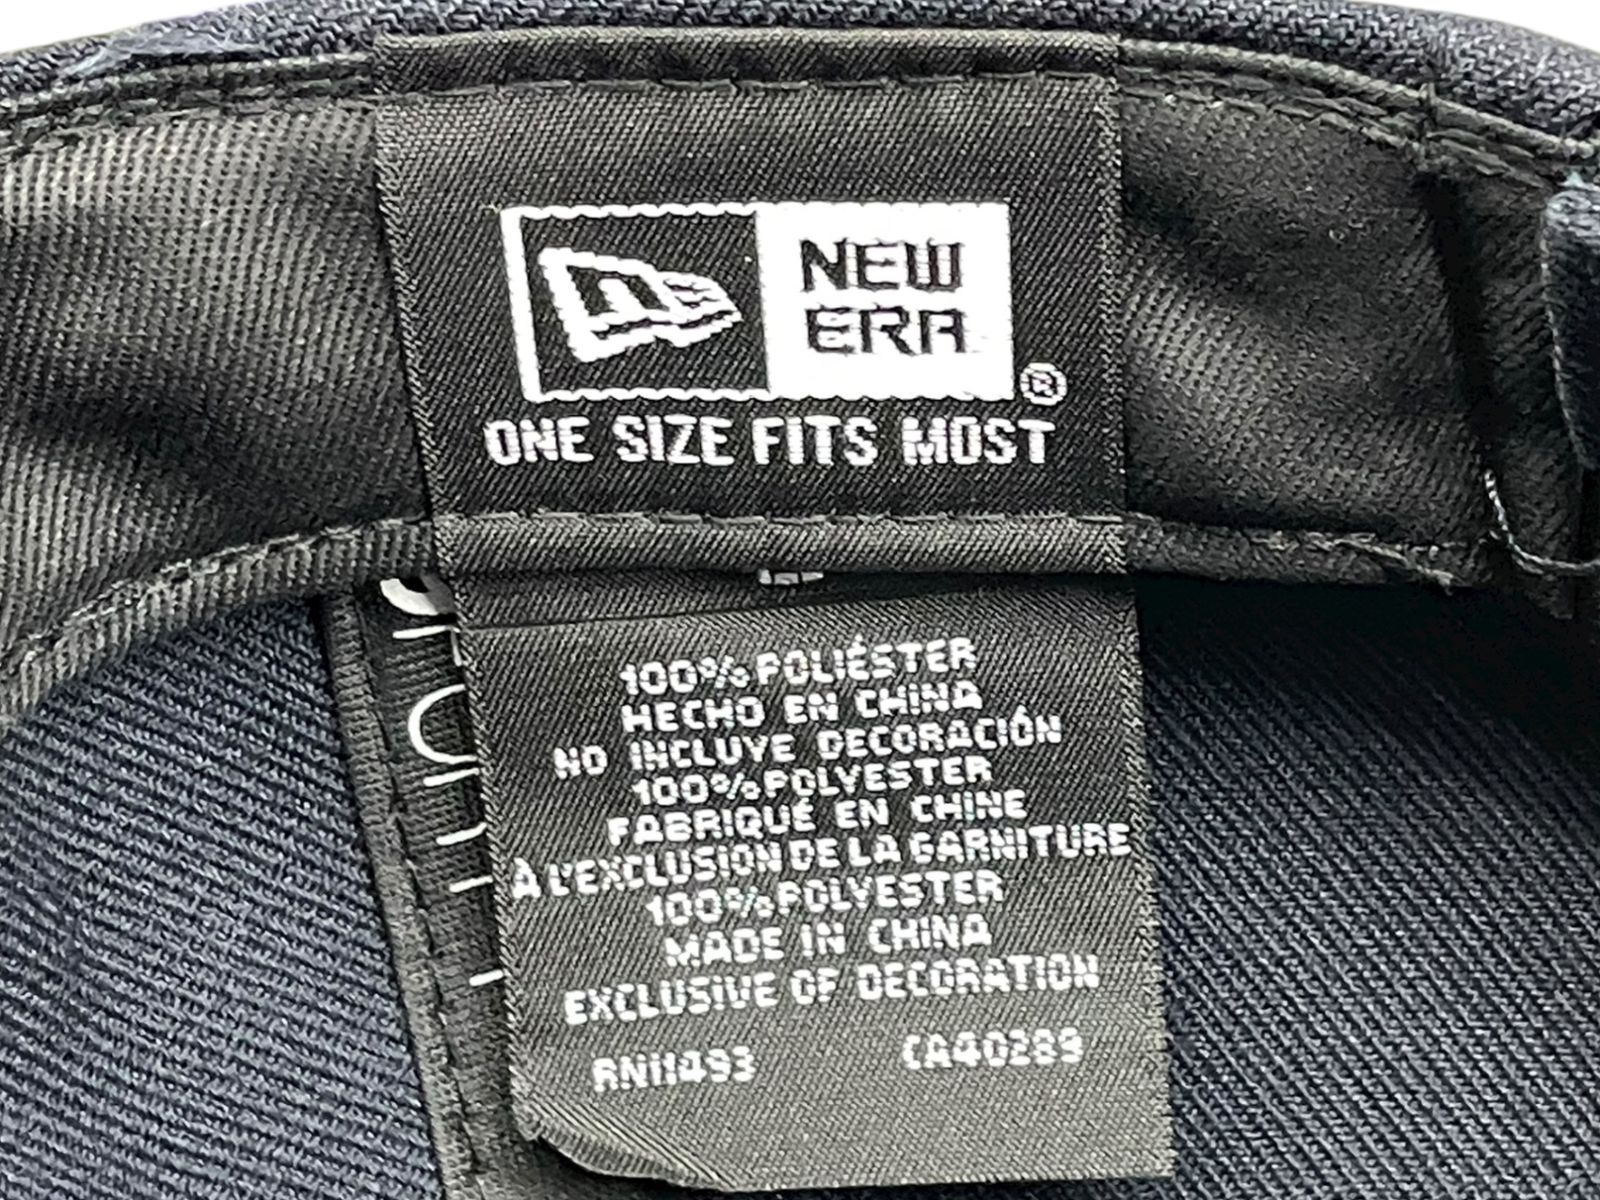 NEW
ERA
®
ONE SIZE FITS MOST
100% POLIÉSTER
HECHO EN CHINA
NO INCLUYE DECORACIÓN
100% POLYESTER
FABRIQUÉ EN CHINE
À L'EXCLUSION DE LA GARNITURE
100% POLYESTER
MADE IN CHINA
EXCLUSIVE OF DECORATION
RN11493 CA40289